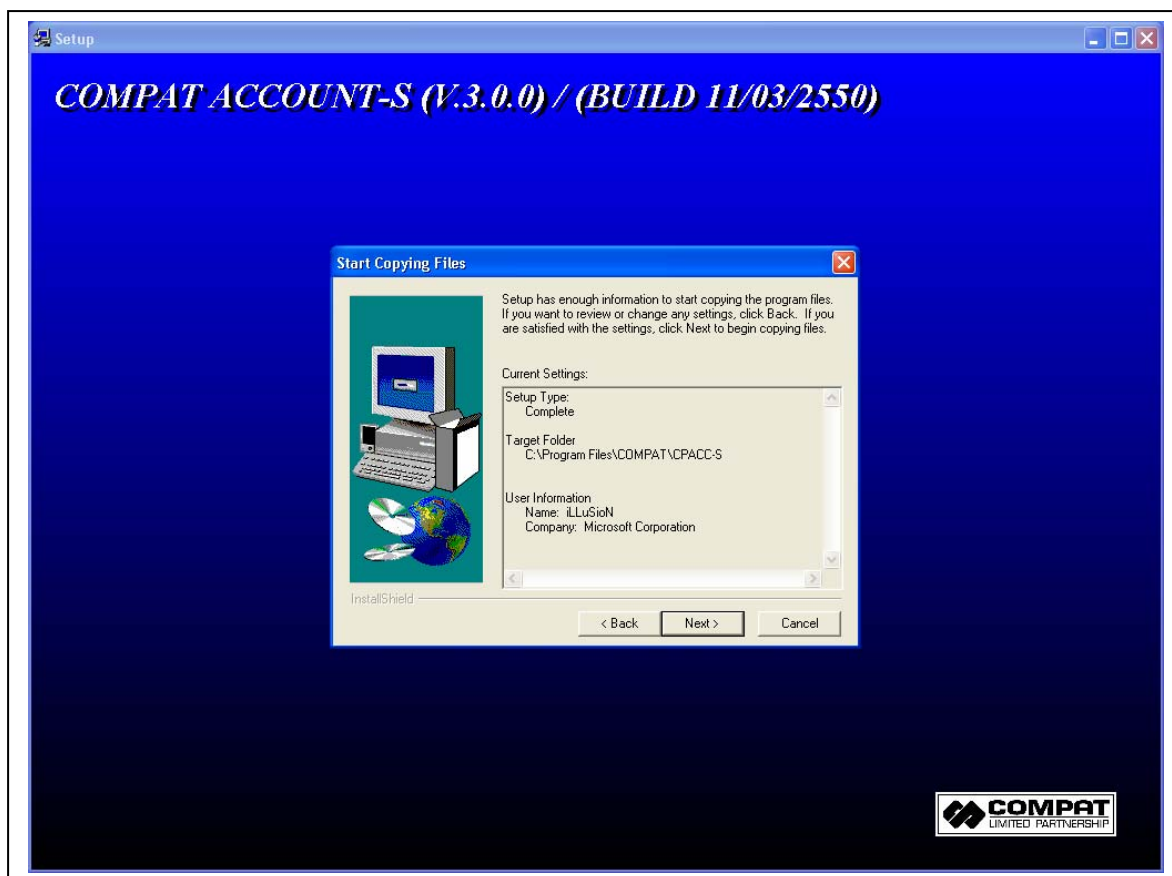 Setup
COMPAT ACCOUNT-S (V.3.0.0) / (BUILD 11/03/2550)
Start Copying Files
Setup has enough information to start copying the program files.
If you want to review or change any settings, click Back. If you
are satisfied with the settings, click Next to begin copying files.
Current Settings:
Setup Type:
Complete
Target Folder
C:\Program Files\COMPAT\CPACC-S
User Information
Name: iLLuSioN
Company: Microsoft Corporation
InstallShield
< Back Next > Cancel
COMPAT
LIMITED PARTNERSHIP